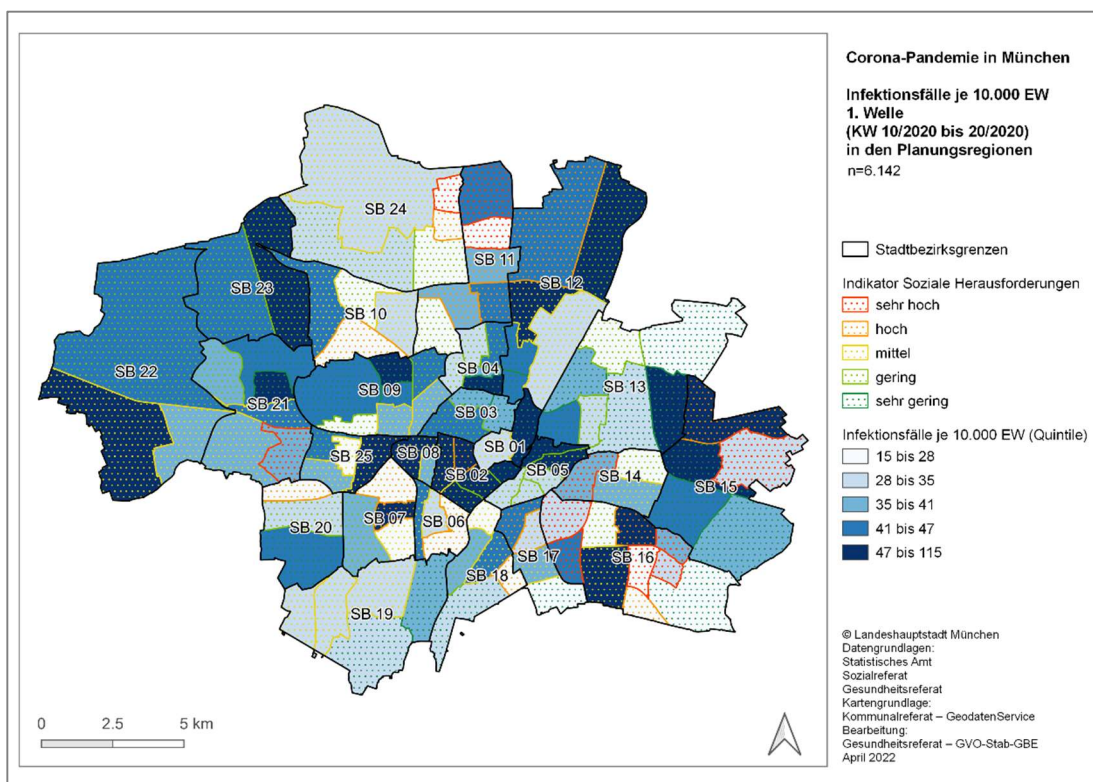 Corona-Pandemie in München
Infektionsfälle je 10.000 EW
1. Welle
(KW 10/2020 bis 20/2020)
in den Planungsregionen
n=6.142
Stadtbezirksgrenzen
Indikator Soziale Herausforderungen
sehr hoch
hoch
mittel
gering
sehr gering
Infektionsfälle je 10.000 EW (Quintile)
15 bis 28
28 bis 35
35 bis 41
41 bis 47
47 bis 115
© Landeshauptstadt München
Datengrundlagen:
Statistisches Amt
Sozialreferat
Gesundheitsreferat
Kartengrundlage:
Kommunalreferat – GeodatenService
Bearbeitung:
Gesundheitsreferat – GVO-Stab-GBE
April 2022
SB 24
SB 11
SB 12
SB 23
SB 10
SB 22
SB 04
SB 09
SB 13
SB 21
SB 03
SB 01
SB 08
SB 25
SB 02
SB 05
SB 14
SB 15
SB 20
SB 07
SB 06
SB 17
SB 16
SB 18
SB 19
0 2.5 5 km